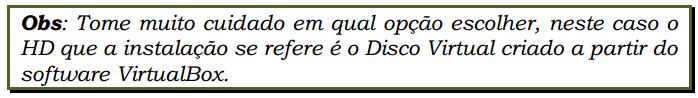 Obs: Tome muito cuidado em qual opção escolher, neste caso o
HD que a instalação se refere é o Disco Virtual criado a partir do
software VirtualBox.